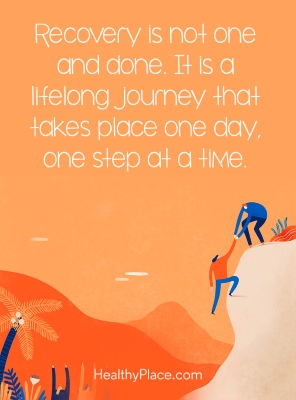 Recovery is not one
and done. It is a
lifelong journey that
takes place one day,
one step at a time.
HealthyPlace.com